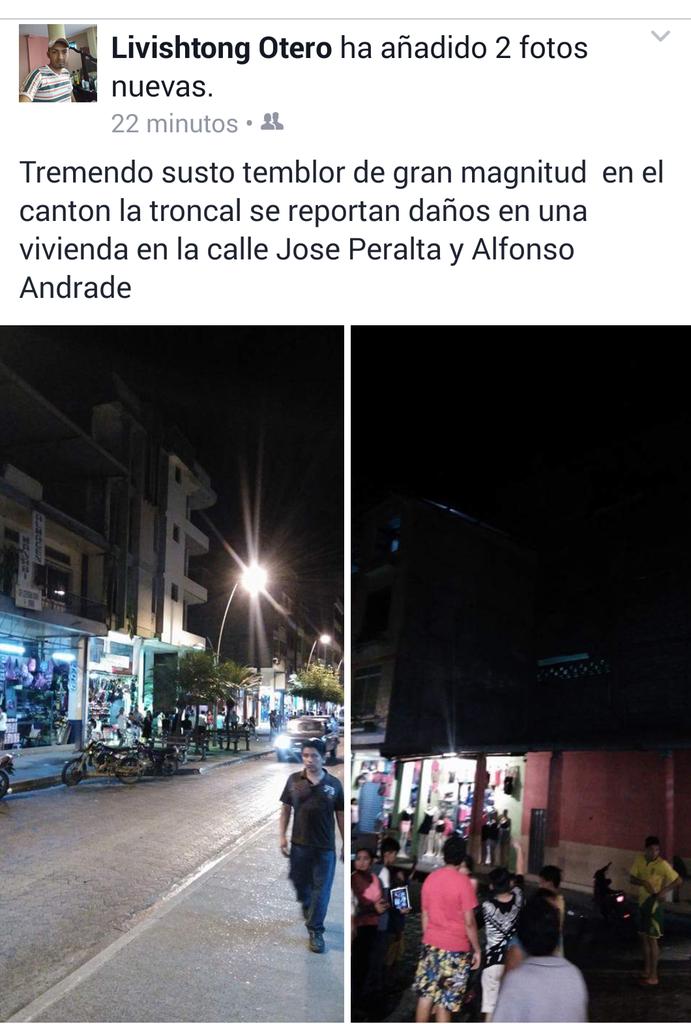 Livishtong Otero ha añadido 2 fotos
nuevas.
22 minutos •
Tremendo susto temblor de gran magnitud en el
canton la troncal se reportan daños en una
vivienda en la calle Jose Peralta y Alfonso
Andrade